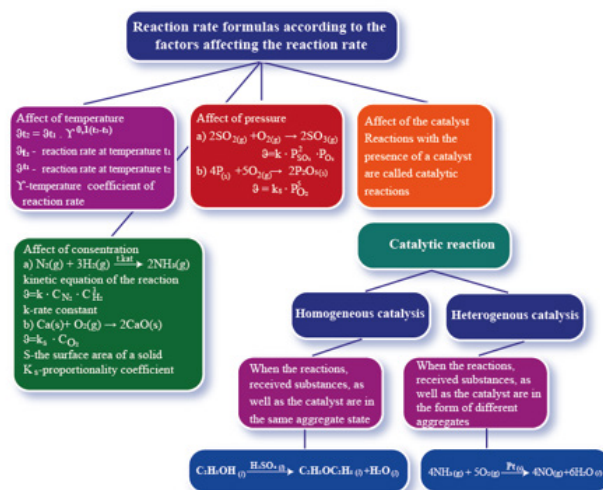 Reaction rate formulas according to the
factors affecting the reaction rate
Affect of temperature
ϑt₂ = ϑt₁ . ϒ^0,1(t₂-t₁)
ϑt₂ - reaction rate at temperature t₁
ϑt₁ - reaction rate at temperature t₂
ϒ-temperature coefficient of
reaction rate
Affect of pressure
a) 2SO₂(g) +O₂(g) → 2SO₃(g)
ϑ=k · P²SO₂ ·PO₂
b) 4P(s) +5O₂(g)→ 2P₂O₅(s)
ϑ = ks · P⁵O₂
Affect of the catalyst
Reactions with the
presence of a catalyst
are called catalytic
reactions
Affect of consentration
a) N₂(g) + 3H₂(g) t,kat→ 2NH₃(g)
kinetic equation of the reaction
ϑ=k · C N₂ · C³H₂
k-rate constant
b) Ca(s)+ O₂(g) → 2CaO(s)
ϑ=ks · CO₂
S-the surface area of a solid
Ks-proportionality coefficient
Catalytic reaction
Homogeneous catalysis
Heterogenous catalysis
When the reactions,
received substances, as
well as the catalyst are in
the same aggregate state
When the reactions,
received substances, as
well as the catalyst are in
the form of different
aggregates
C₂H₅OH (l) H₂SO₄ (l)→ C₂H₅OC₂H₅ (l) +H₂O (l)
4NH₃(g) + 5O₂(g) Pt(s)→ 4NO(g)+6H₂O (l)